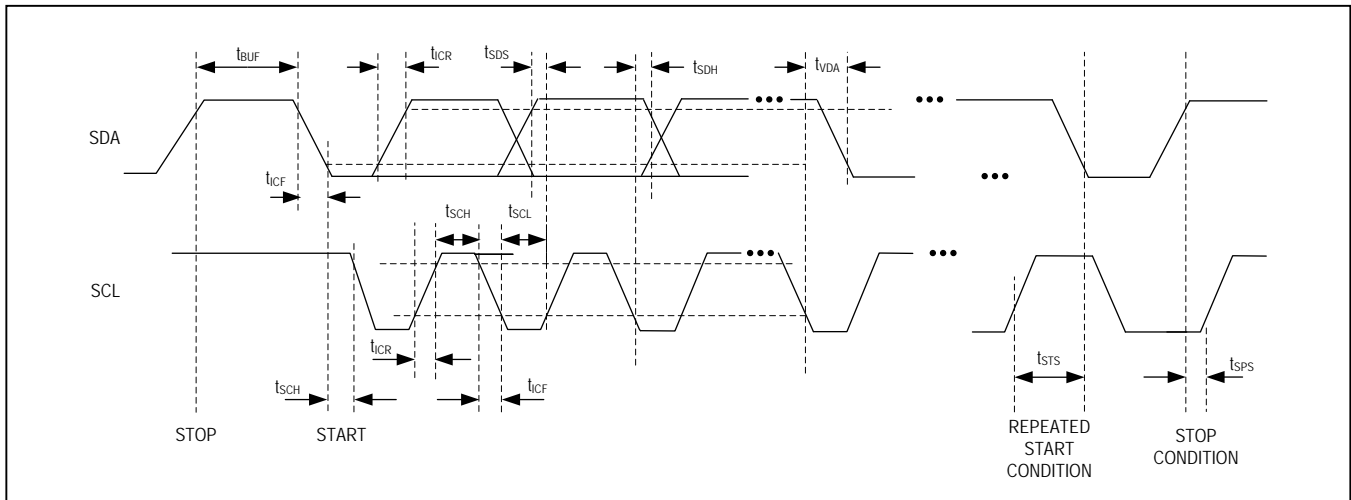 tBUF
tICR
tSDS
tSDH
tVDA
•••
•••
SDA
•••
tICF
tSCH
tSCL
•••
•••
SCL
tICR
tSTS
tSPS
tSCH
tICF
STOP
START
REPEATED
START
CONDITION
STOP
CONDITION